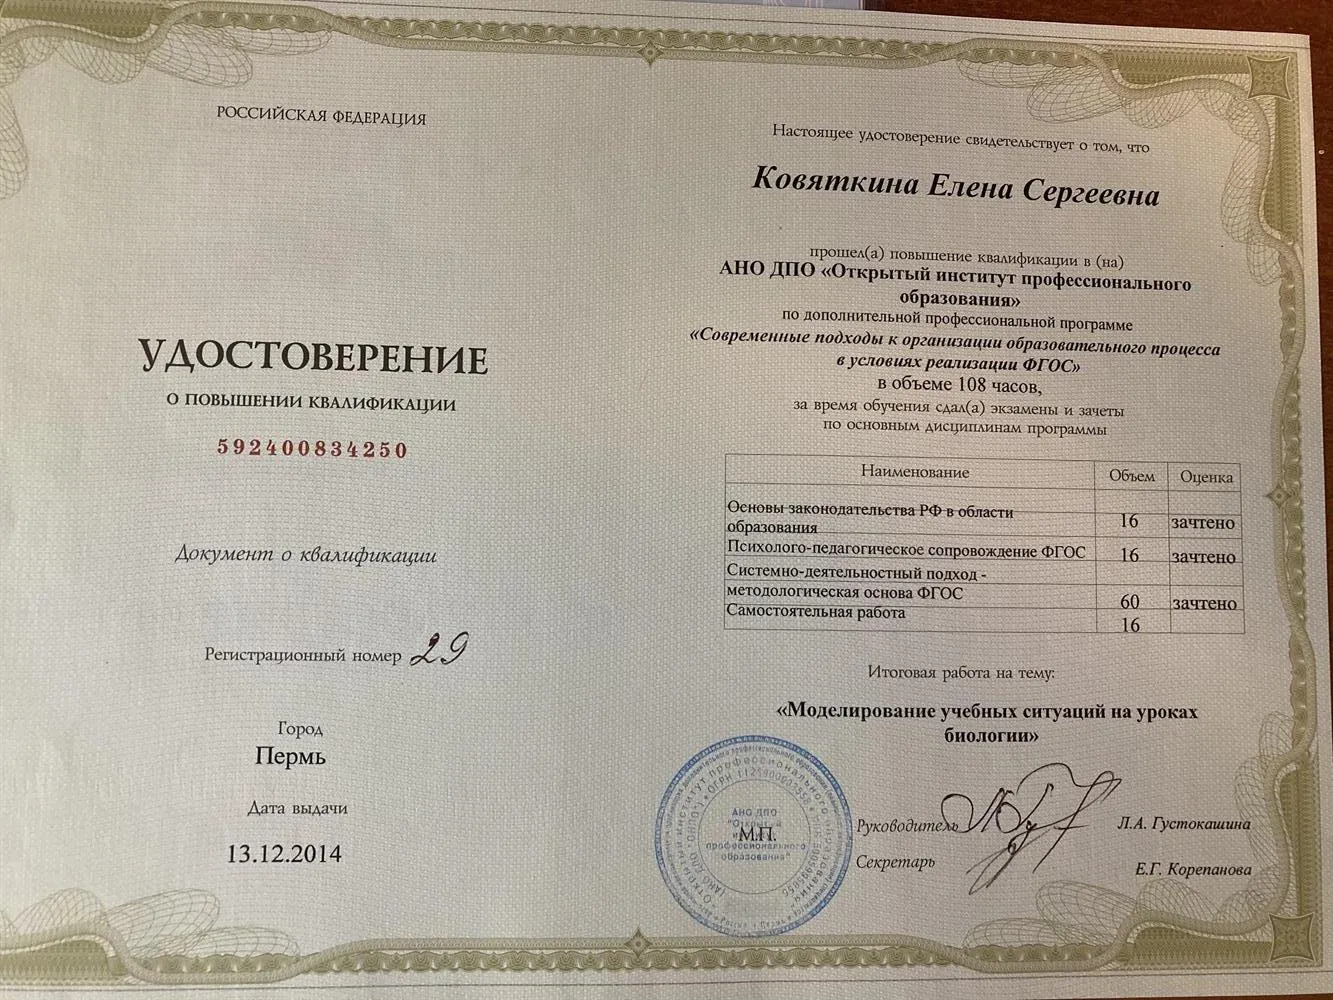 РОССИЙСКАЯ ФЕДЕРАЦИЯ
УДОСТОВЕРЕНИЕ
О ПОВЫШЕНИИ КВАЛИФИКАЦИИ
592400834250
Документ о квалификации
Регистрационный номер 29
Город
Пермь
Дата выдачи
13.12.2014
Настоящее удостоверение свидетельствует о том, что
Ковяткина Елена Сергеевна
прошел(а) повышение квалификации в (на)
АНО ДПО «Открытый институт профессионального
образования»
по дополнительной профессиональной программе
«Современные подходы к организации образовательного процесса
в условиях реализации ФГОС»
в объеме 108 часов,
за время обучения сдал(а) экзамены и зачеты
по основным дисциплинам программы
Наименование Объем Оценка
Основы законодательства РФ в области
образования 16 зачтено
Психолого-педагогическое сопровождение ФГОС 16 зачтено
Системно-деятельностный подход -
методологическая основа ФГОС 60 зачтено
Самостоятельная работа 16
Итоговая работа на тему:
«Моделирование учебных ситуаций на уроках
биологии»
АНО ДПО
"Открытый
М.П.
профессионального
образования"
Руководитель Л.А. Густокашина
Секретарь Е.Г. Корепанова